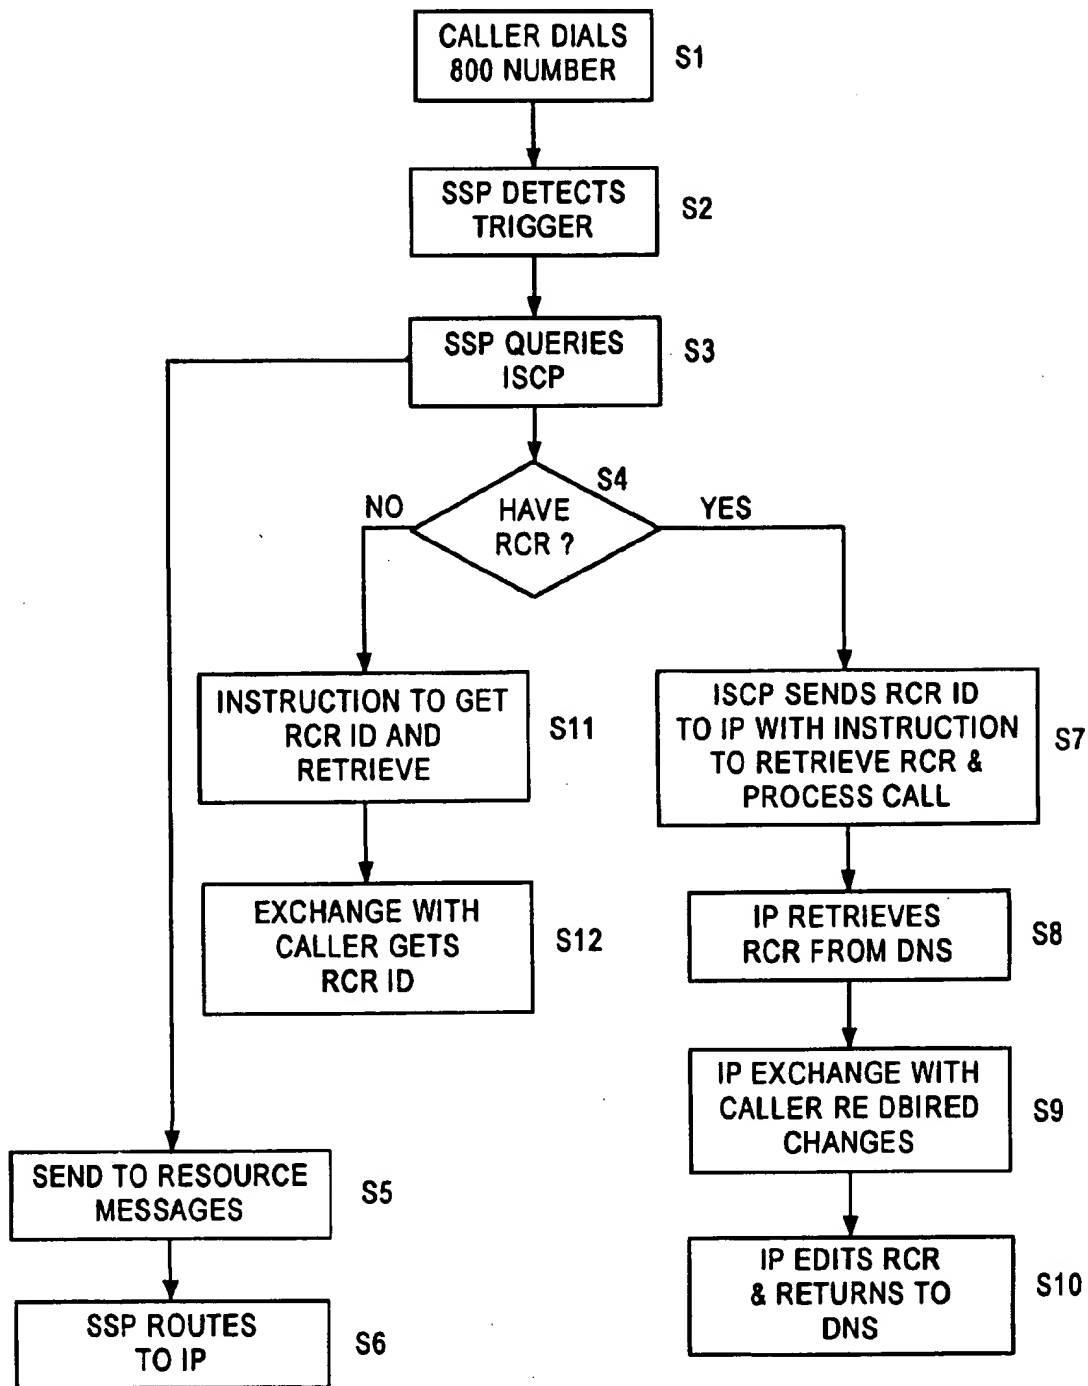 CALLER DIALS
800 NUMBER
S1
SSP DETECTS
TRIGGER
S2
SSP QUERIES
ISCP
S3
S4
NO
HAVE
RCR ?
YES
INSTRUCTION TO GET
RCR ID AND
RETRIEVE
S11
ISCP SENDS RCR ID
TO IP WITH INSTRUCTION
TO RETRIEVE RCR &
PROCESS CALL
S7
EXCHANGE WITH
CALLER GETS
RCR ID
S12
IP RETRIEVES
RCR FROM DNS
S8
IP EXCHANGE WITH
CALLER RE DBIRED
CHANGES
S9
SEND TO RESOURCE
MESSAGES
S5
IP EDITS RCR
& RETURNS TO
DNS
S10
SSP ROUTES
TO IP
S6